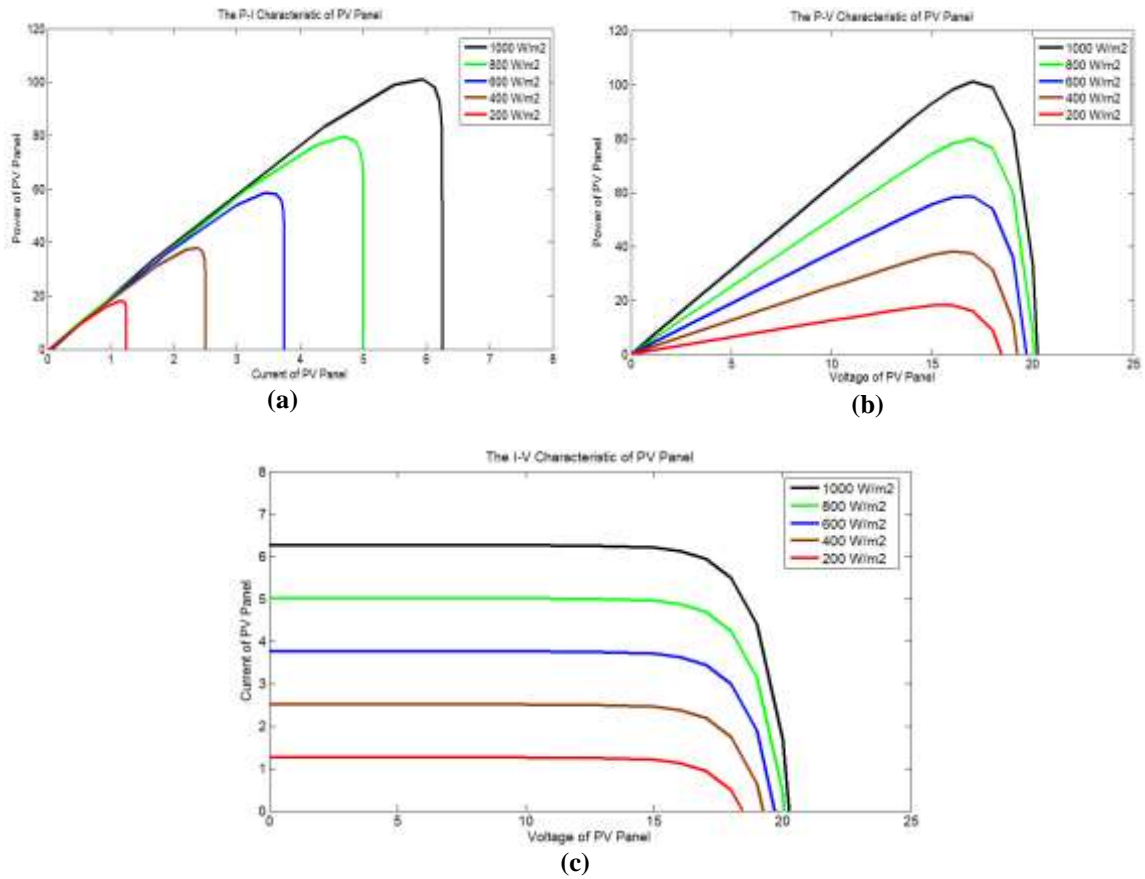 The P-I Characteristic of PV Panel
120
100
80
60
40
20
0
0 1 2 3 4 5 6 7 8
Power of PV Panel
Current of PV Panel
1000 W/m2
800 W/m2
600 W/m2
400 W/m2
200 W/m2
(a)
The P-V Characteristic of PV Panel
120
100
80
60
40
20
0
0 5 10 15 20 25
Power of PV Panel
Voltage of PV Panel
1000 W/m2
800 W/m2
600 W/m2
400 W/m2
200 W/m2
(b)
The I-V Characteristic of PV Panel
8
7
6
5
4
3
2
1
0
0 5 10 15 20 25
Current of PV Panel
Voltage of PV Panel
1000 W/m2
800 W/m2
600 W/m2
400 W/m2
200 W/m2
(c)